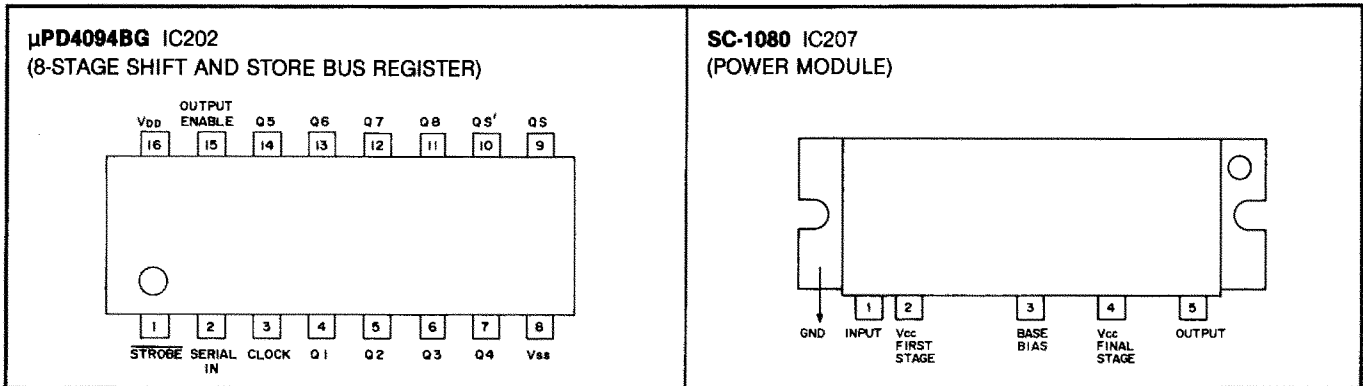 µPD4094BG IC202
(8-STAGE SHIFT AND STORE BUS REGISTER)
VDD OUTPUT ENABLE Q5 Q6 Q7 Q8 QS' QS
16 15 14 13 12 11 10 9
1 2 3 4 5 6 7 8
STROBE SERIAL IN CLOCK Q1 Q2 Q3 Q4 Vss
SC-1080 IC207
(POWER MODULE)
1 2 3 4 5
GND INPUT Vcc FIRST STAGE BASE BIAS Vcc FINAL STAGE OUTPUT